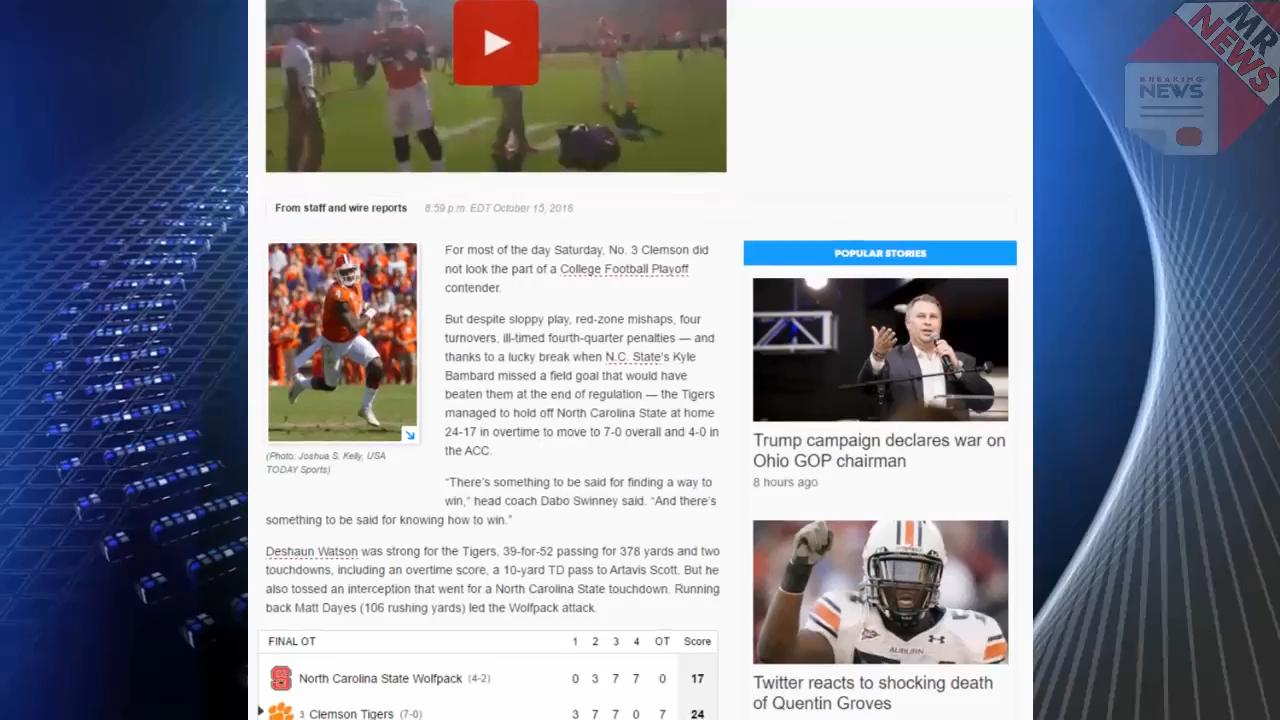 MR
NEWS
BREAKING
NEWS
From staff and wire reports 6:59 p.m. EDT October 15, 2016
For most of the day Saturday, No. 3 Clemson did
not look the part of a College Football Playoff
contender.
But despite sloppy play, red-zone mishaps, four
turnovers, ill-timed fourth-quarter penalties — and
thanks to a lucky break when N.C. State's Kyle
Bambard missed a field goal that would have
beaten them at the end of regulation — the Tigers
managed to hold off North Carolina State at home
24-17 in overtime to move to 7-0 overall and 4-0 in
the ACC.
(Photo: Joshua S. Kelly, USA
TODAY Sports)
“There’s something to be said for finding a way to
win,” head coach Dabo Swinney said. “And there’s
something to be said for knowing how to win.”
Deshaun Watson was strong for the Tigers, 39-for-52 passing for 378 yards and two
touchdowns, including an overtime score, a 10-yard TD pass to Artavis Scott. But he
also tossed an interception that went for a North Carolina State touchdown. Running
back Matt Dayes (106 rushing yards) led the Wolfpack attack.
FINAL OT 1 2 3 4 OT Score
North Carolina State Wolfpack (4-2) 0 3 7 7 0 17
3 Clemson Tigers (7-0) 3 7 7 0 7 24
POPULAR STORIES
Trump campaign declares war on
Ohio GOP chairman
8 hours ago
AUBURN
Twitter reacts to shocking death
of Quentin Groves